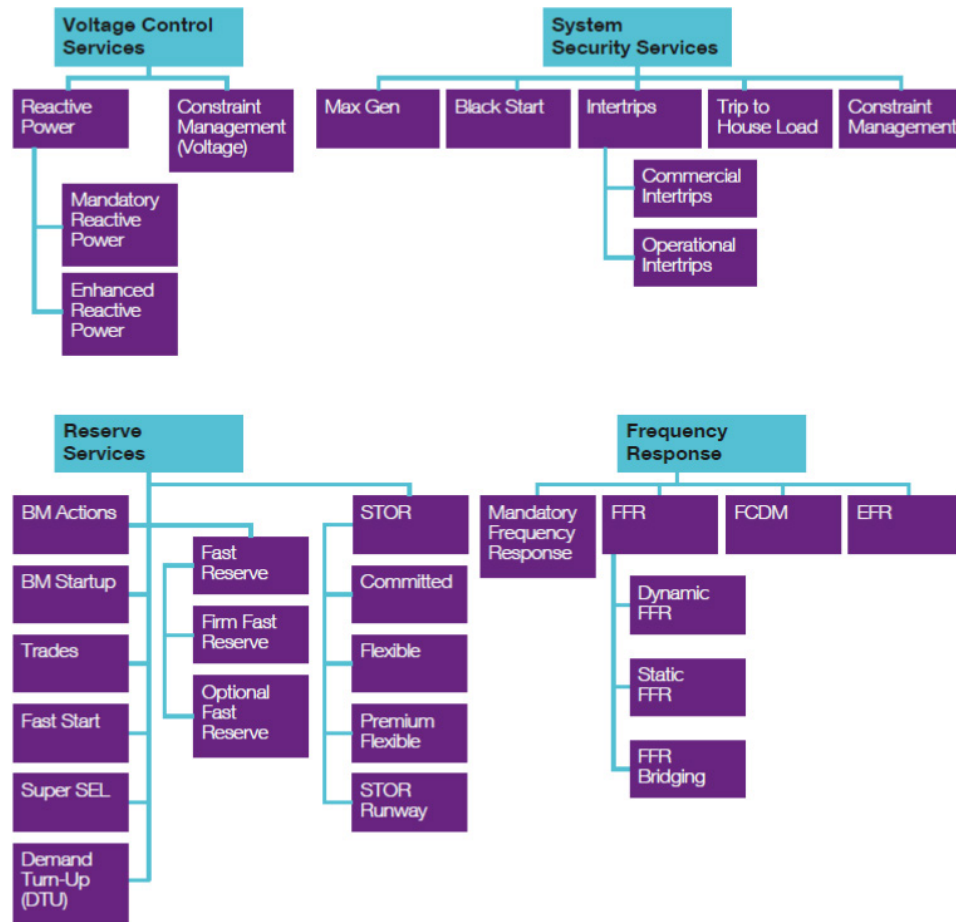 Voltage Control
Services
Reactive
Power
Constraint
Management
(Voltage)
Mandatory
Reactive
Power
Enhanced
Reactive
Power
System
Security Services
Max Gen
Black Start
Intertrips
Trip to
House Load
Constraint
Management
Commercial
Intertrips
Operational
Intertrips
Reserve
Services
BM Actions
BM Startup
Trades
Fast Start
Super SEL
Demand
Turn-Up
(DTU)
Fast
Reserve
Firm Fast
Reserve
Optional
Fast
Reserve
STOR
Committed
Flexible
Premium
Flexible
STOR
Runway
Frequency
Response
Mandatory
Frequency
Response
FFR
FCDM
EFR
Dynamic
FFR
Static
FFR
FFR
Bridging